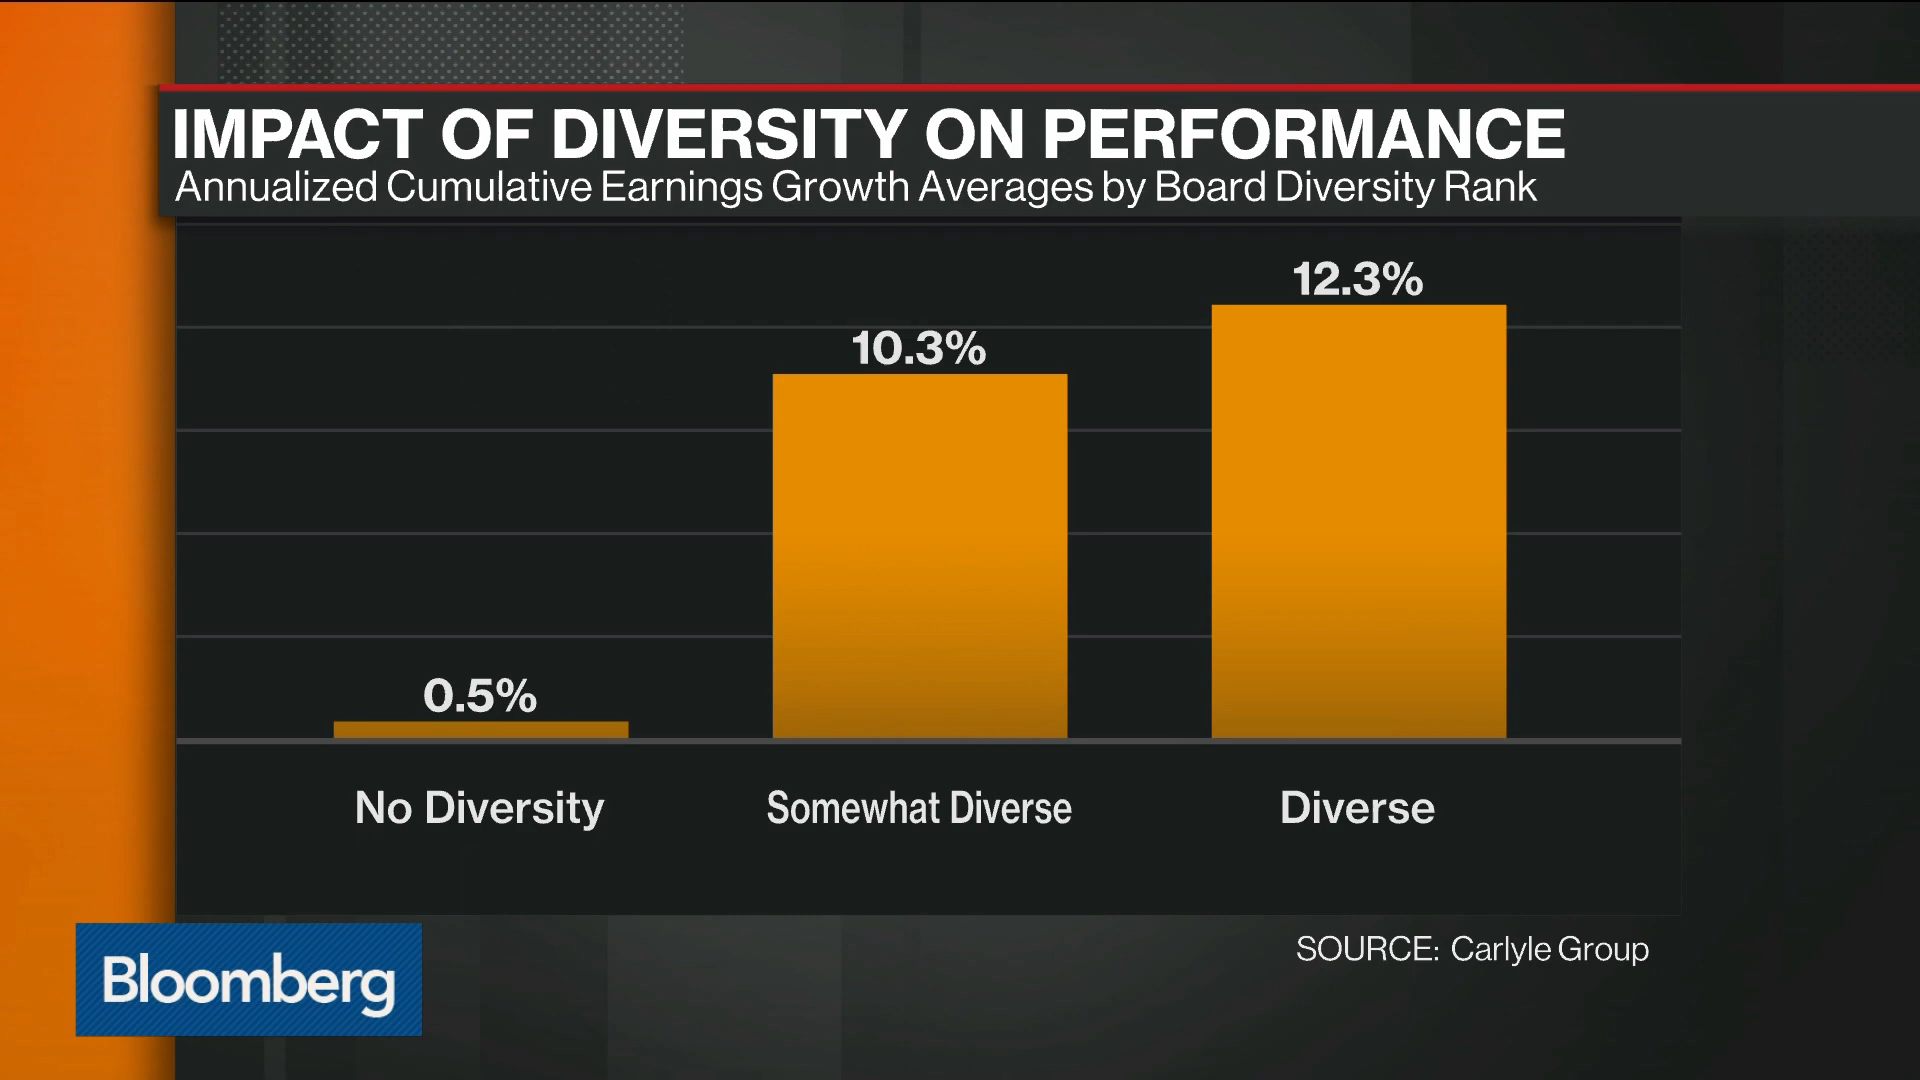 IMPACT OF DIVERSITY ON PERFORMANCE
Annualized Cumulative Earnings Growth Averages by Board Diversity Rank
0.5%
10.3%
12.3%
No Diversity
Somewhat Diverse
Diverse
SOURCE: Carlyle Group
Bloomberg